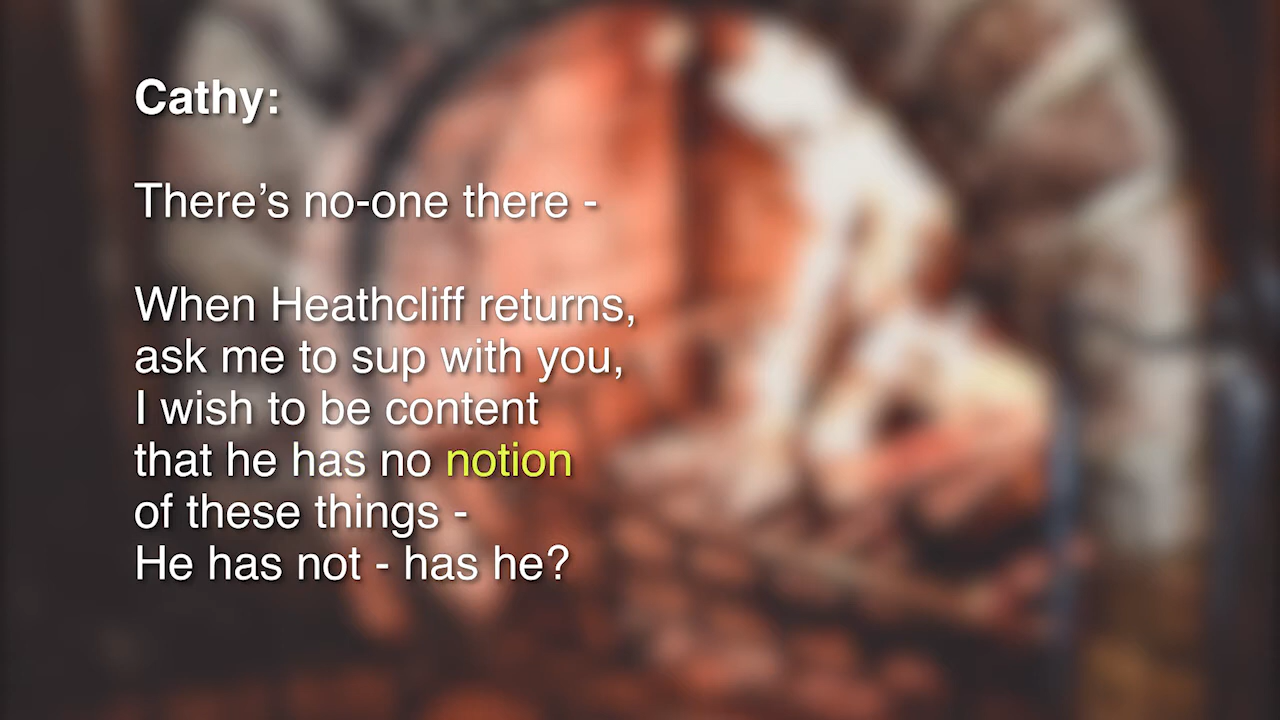 Cathy:
There’s no-one there -
When Heathcliff returns,
ask me to sup with you,
I wish to be content
that he has no notion
of these things -
He has not - has he?